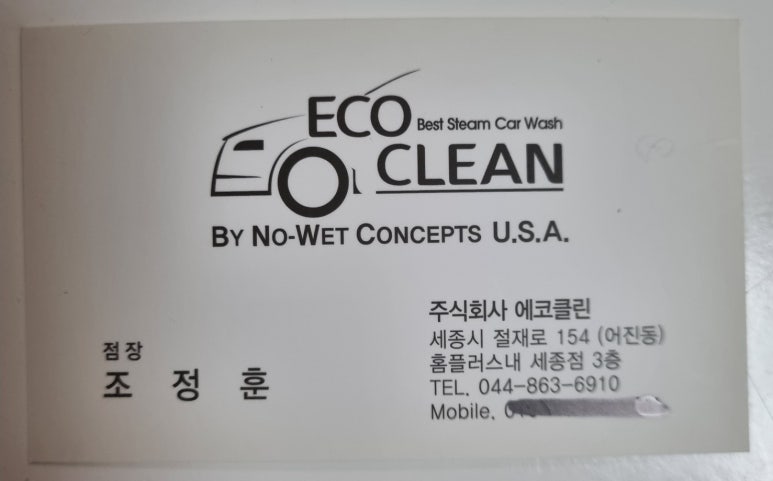 ECO Best Steam Car Wash
CLEAN
BY NO-WET CONCEPTS U.S.A.
점장
조 정 훈
주식회사 에코클린
세종시 절재로 154 (어진동)
홈플러스내 세종점 3층
TEL. 044-863-6910
Mobile.